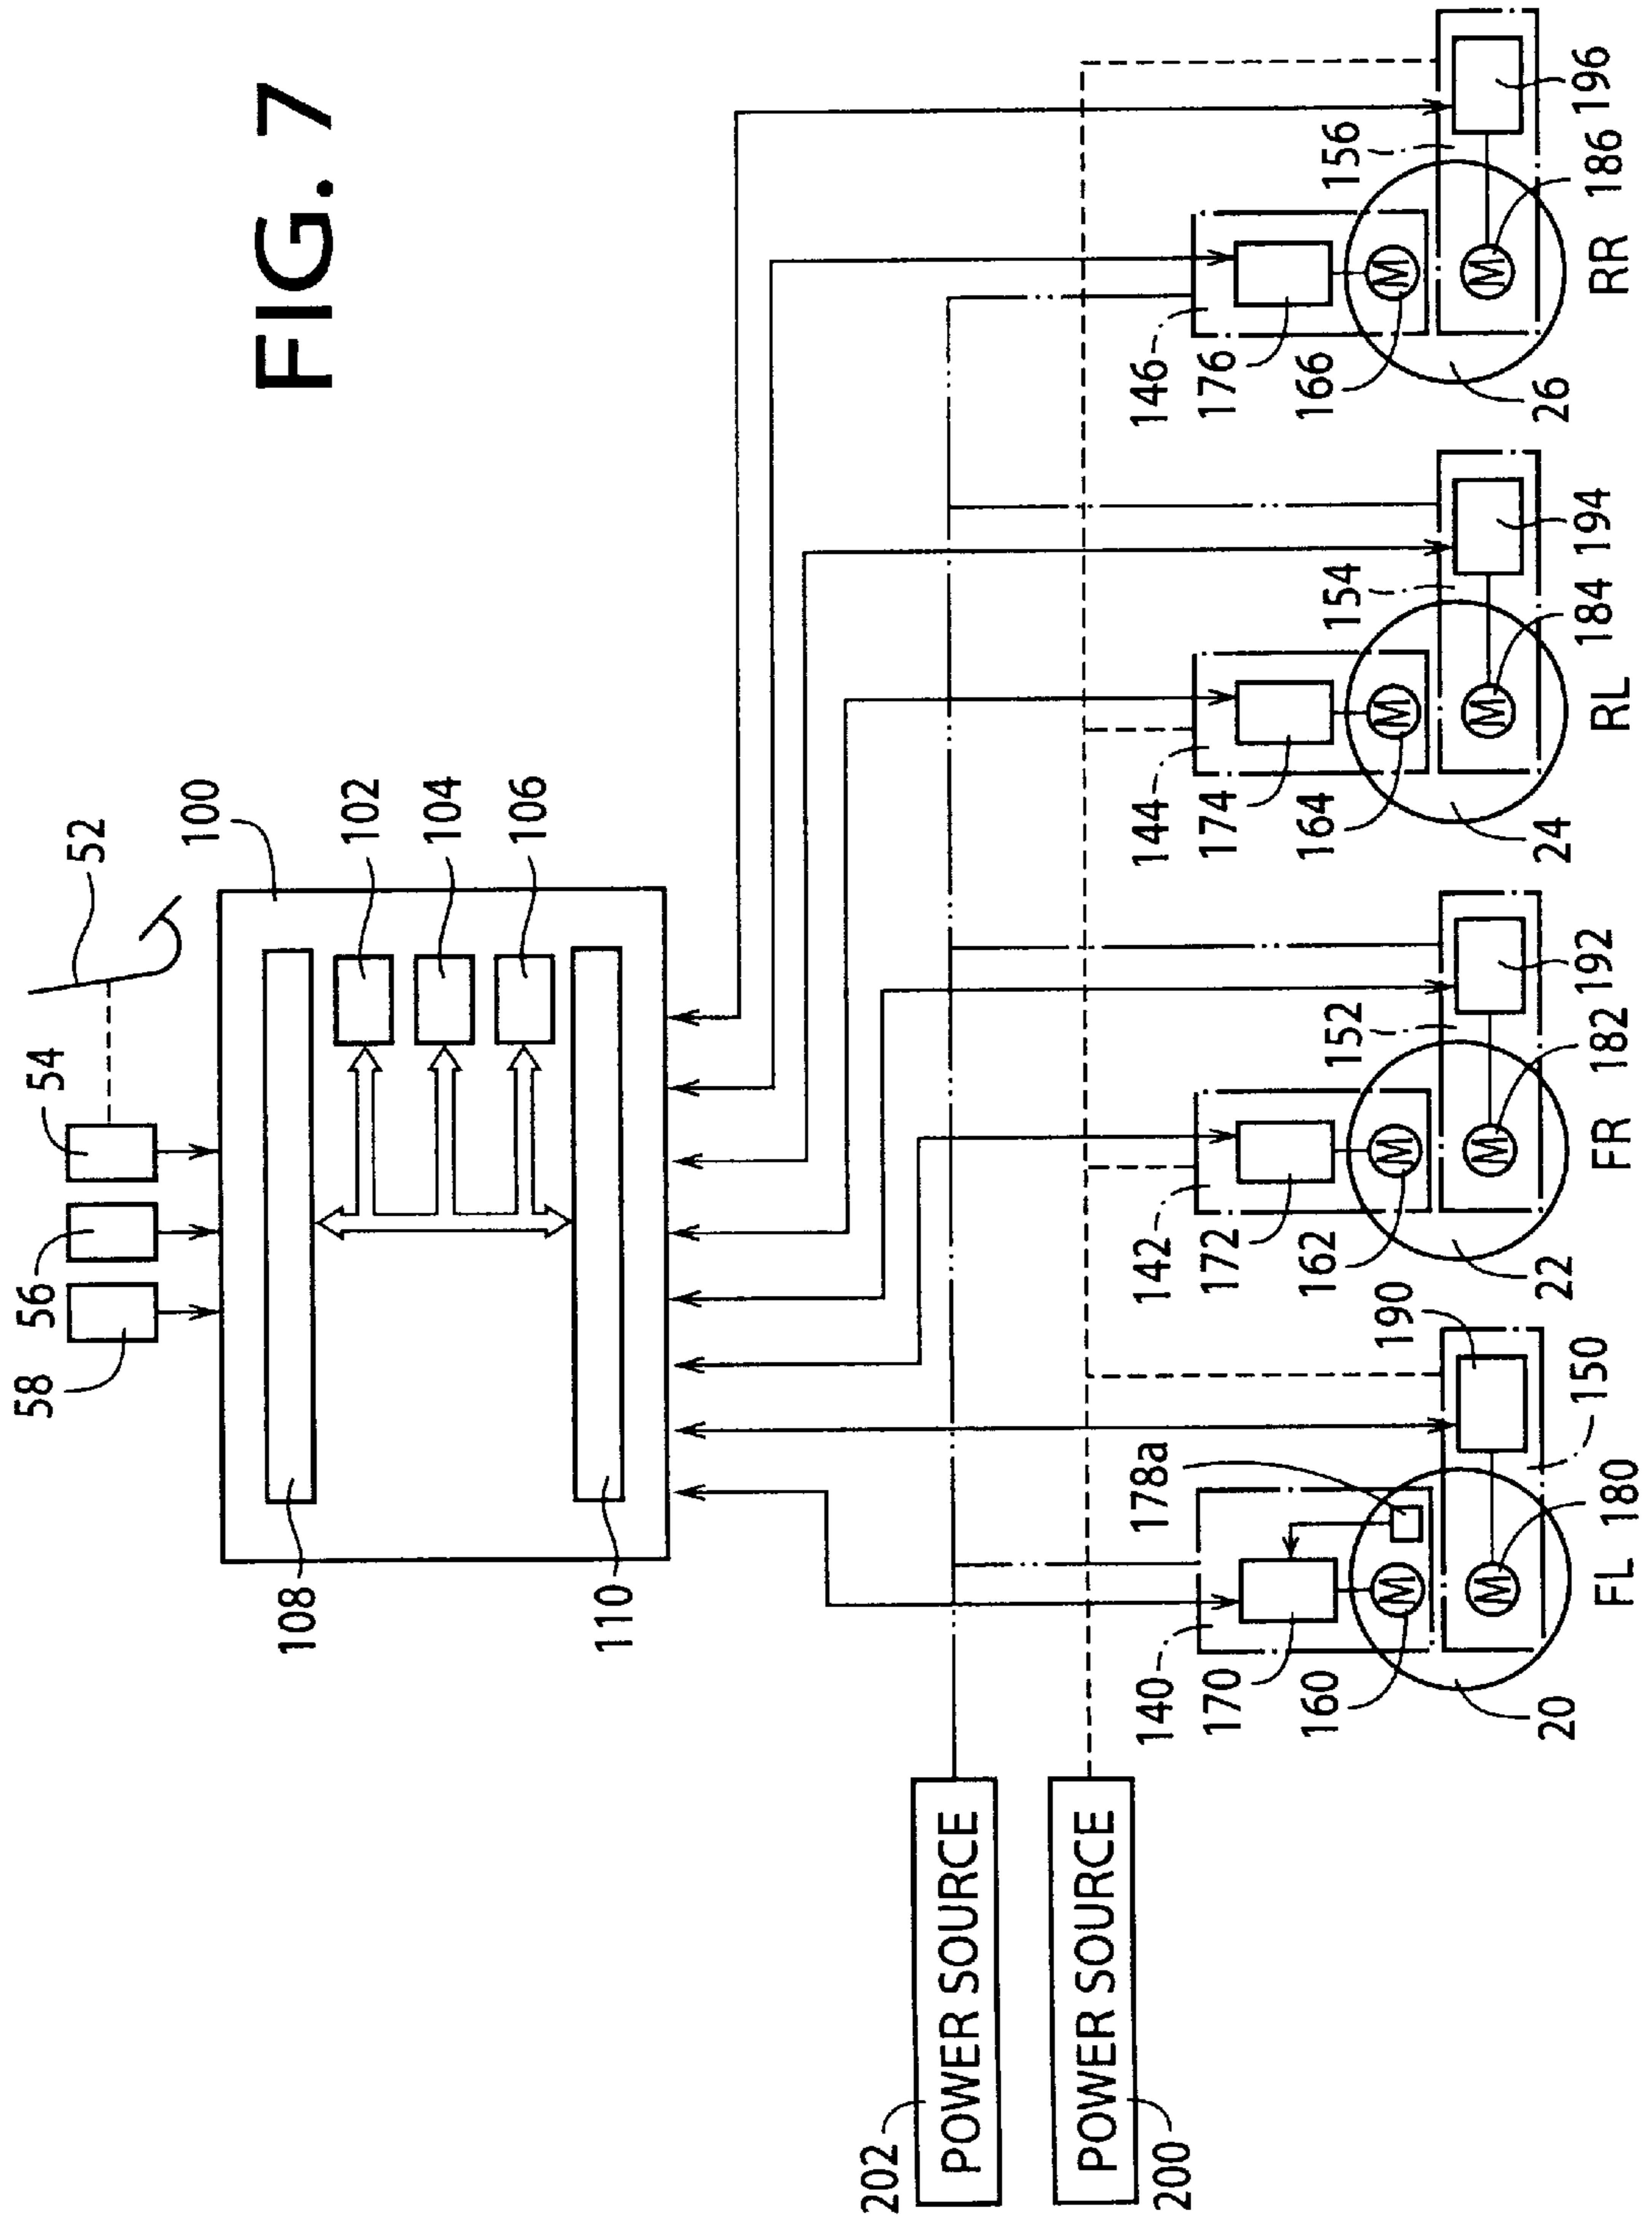 FIG. 7
52
54
56
58
100
102
104
106
108
110
202
POWER SOURCE
200
POWER SOURCE
140
170
160
178a
20
190
150
180
FL
142
172
162
22
152
192
182
FR
144
174
164
24
154
194
184
RL
146
176
166
26
156
196
186
RR
M
M
M
M
M
M
M
M